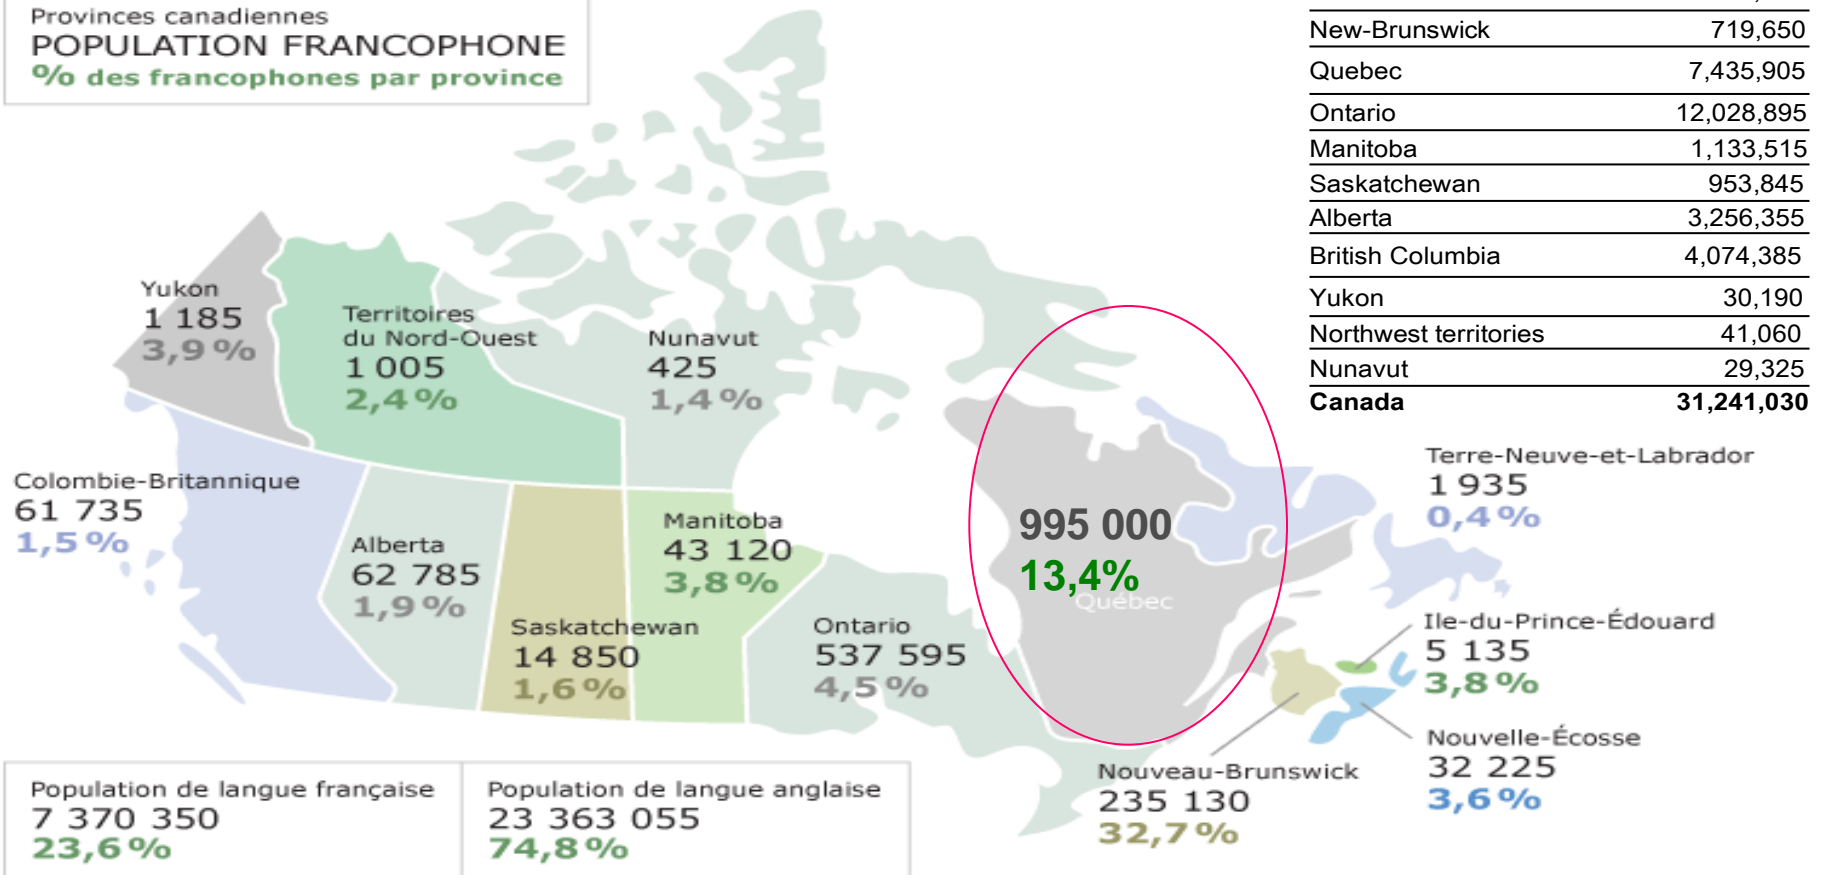 Provinces canadiennes
POPULATION FRANCOPHONE
% des francophones par province
New-Brunswick 719,650
Quebec 7,435,905
Ontario 12,028,895
Manitoba 1,133,515
Saskatchewan 953,845
Alberta 3,256,355
British Columbia 4,074,385
Yukon 30,190
Northwest territories 41,060
Nunavut 29,325
Canada 31,241,030
Yukon
1 185
3,9 %
Territoires
du Nord-Ouest
1 005
2,4 %
Nunavut
425
1,4 %
Colombie-Britannique
61 735
1,5 %
Alberta
62 785
1,9 %
Saskatchewan
14 850
1,6 %
Manitoba
43 120
3,8 %
Ontario
537 595
4,5 %
995 000
13,4%
Québec
Terre-Neuve-et-Labrador
1 935
0,4 %
Ile-du-Prince-Édouard
5 135
3,8 %
Nouvelle-Écosse
32 225
3,6 %
Nouveau-Brunswick
235 130
32,7 %
Population de langue française
7 370 350
23,6 %
Population de langue anglaise
23 363 055
74,8 %